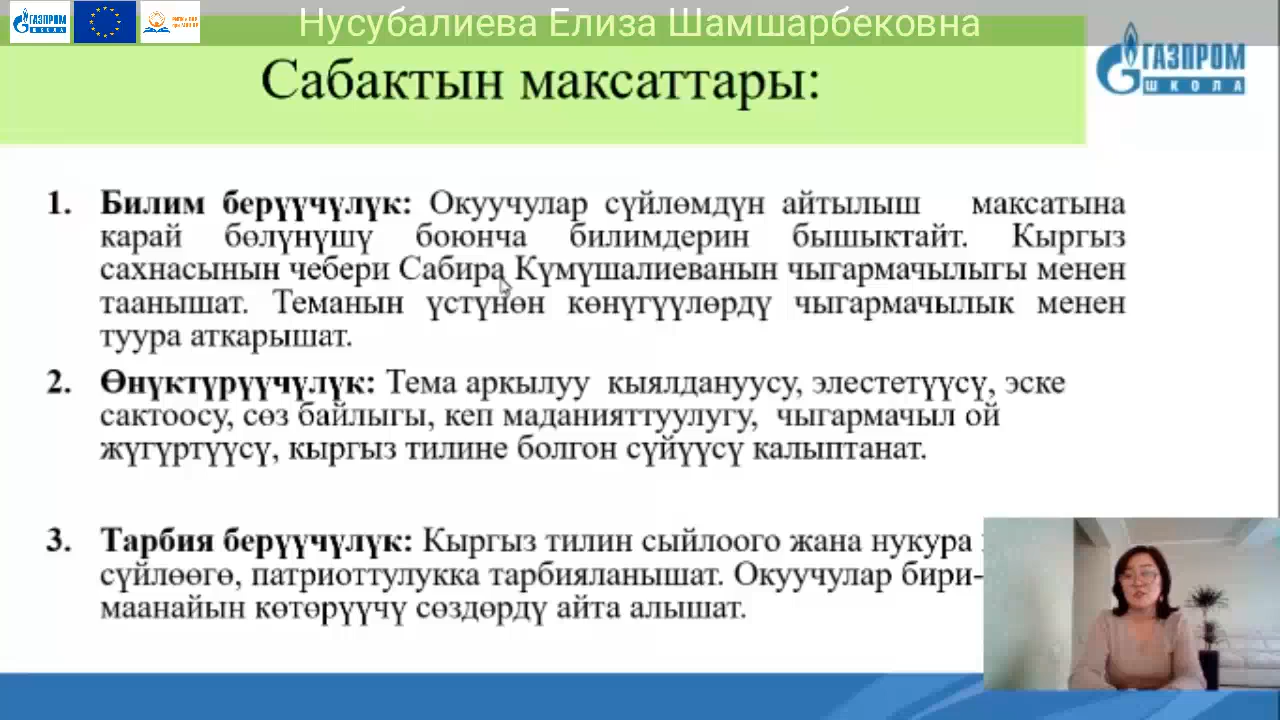 ГАЗПРОМ
ШКОЛА
Нусубалиева Елиза Шамшарбековна
Сабактын максаттары:
ГАЗПРОМ
ШКОЛА
1. Билим берүүчүлүк: Окуучулар сүйлөмдүн айтылыш максатына
карай бөлүнүшү боюнча билимдерин бышыктайт. Кыргыз
сахнасынын чебери Сабира Күмүшалиеванын чыгармачылыгы менен
таанышат. Теманын үстүнөн көнүгүүлөрдү чыгармачылык менен
туура аткарышат.
2. Өнүктүрүүчүлүк: Тема аркылуу кыялдануусу, элестетүүсү, эске
сактоосу, сөз байлыгы, кеп маданияттуулугу, чыгармачыл ой
жүгүртүүсү, кыргыз тилине болгон сүйүүсү калыптанат.
3. Тарбия берүүчүлүк: Кыргыз тилин сыйлоого жана нукура
сүйлөөгө, патриоттулукка тарбияланышат. Окуучулар бири-
маанайын көтөрүүчү сөздөрдү айта алышат.